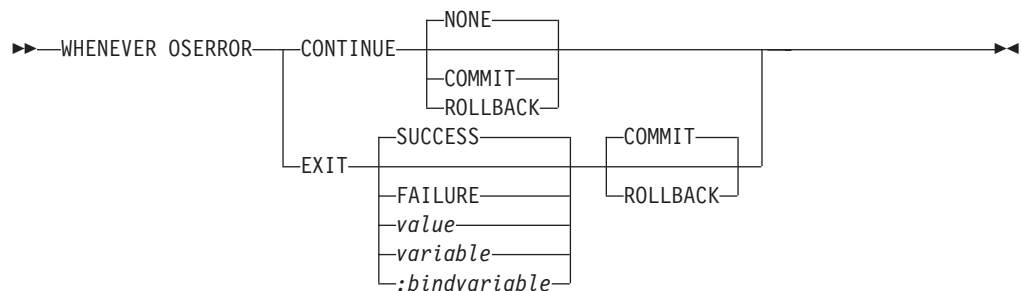 NONE
WHENEVER OSERROR CONTINUE
COMMIT
ROLLBACK
SUCCESS COMMIT
EXIT
FAILURE ROLLBACK
value
variable
:bindvariable